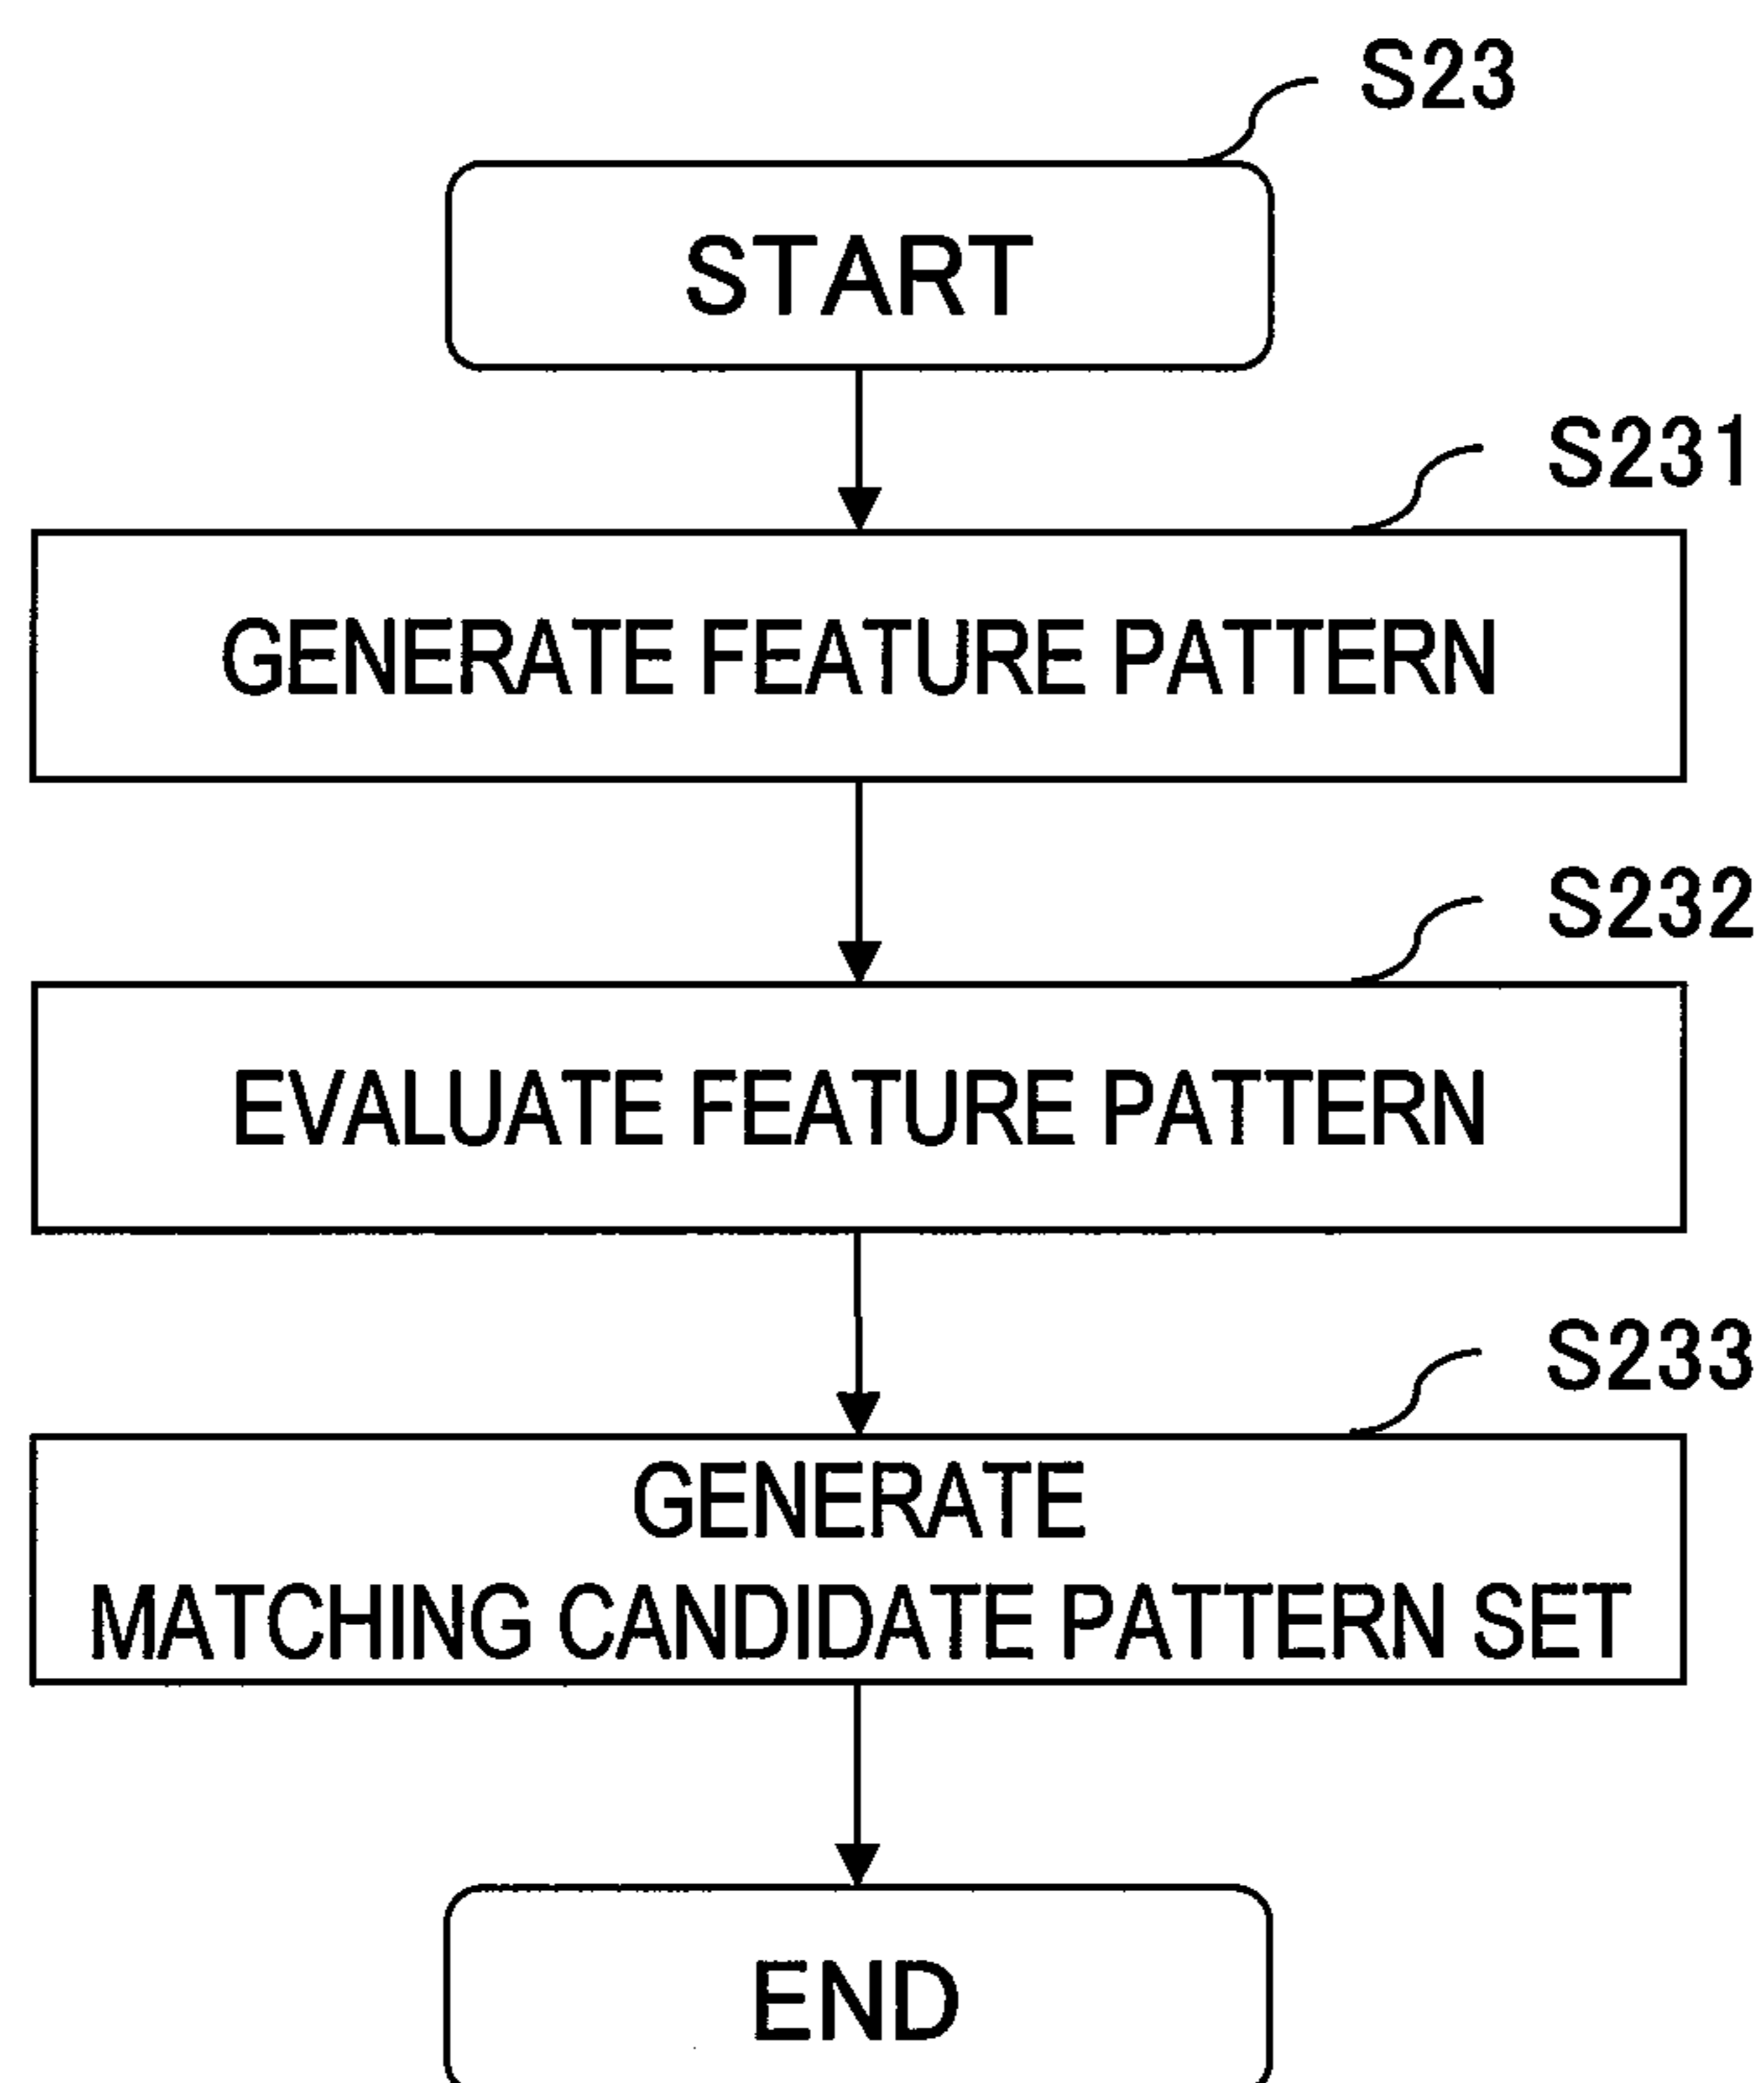 S23
START
S231
GENERATE FEATURE PATTERN
S232
EVALUATE FEATURE PATTERN
S233
GENERATE
MATCHING CANDIDATE PATTERN SET
END